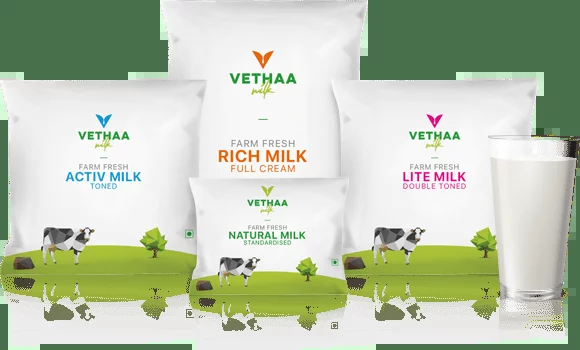 VETHAA
milk
FARM FRESH
ACTIV MILK
TONED
VETHAA
milk
FARM FRESH
RICH MILK
FULL CREAM
VETHAA
milk
FARM FRESH
NATURAL MILK
STANDARDISED
VETHAA
milk
FARM FRESH
LITE MILK
DOUBLE TONED